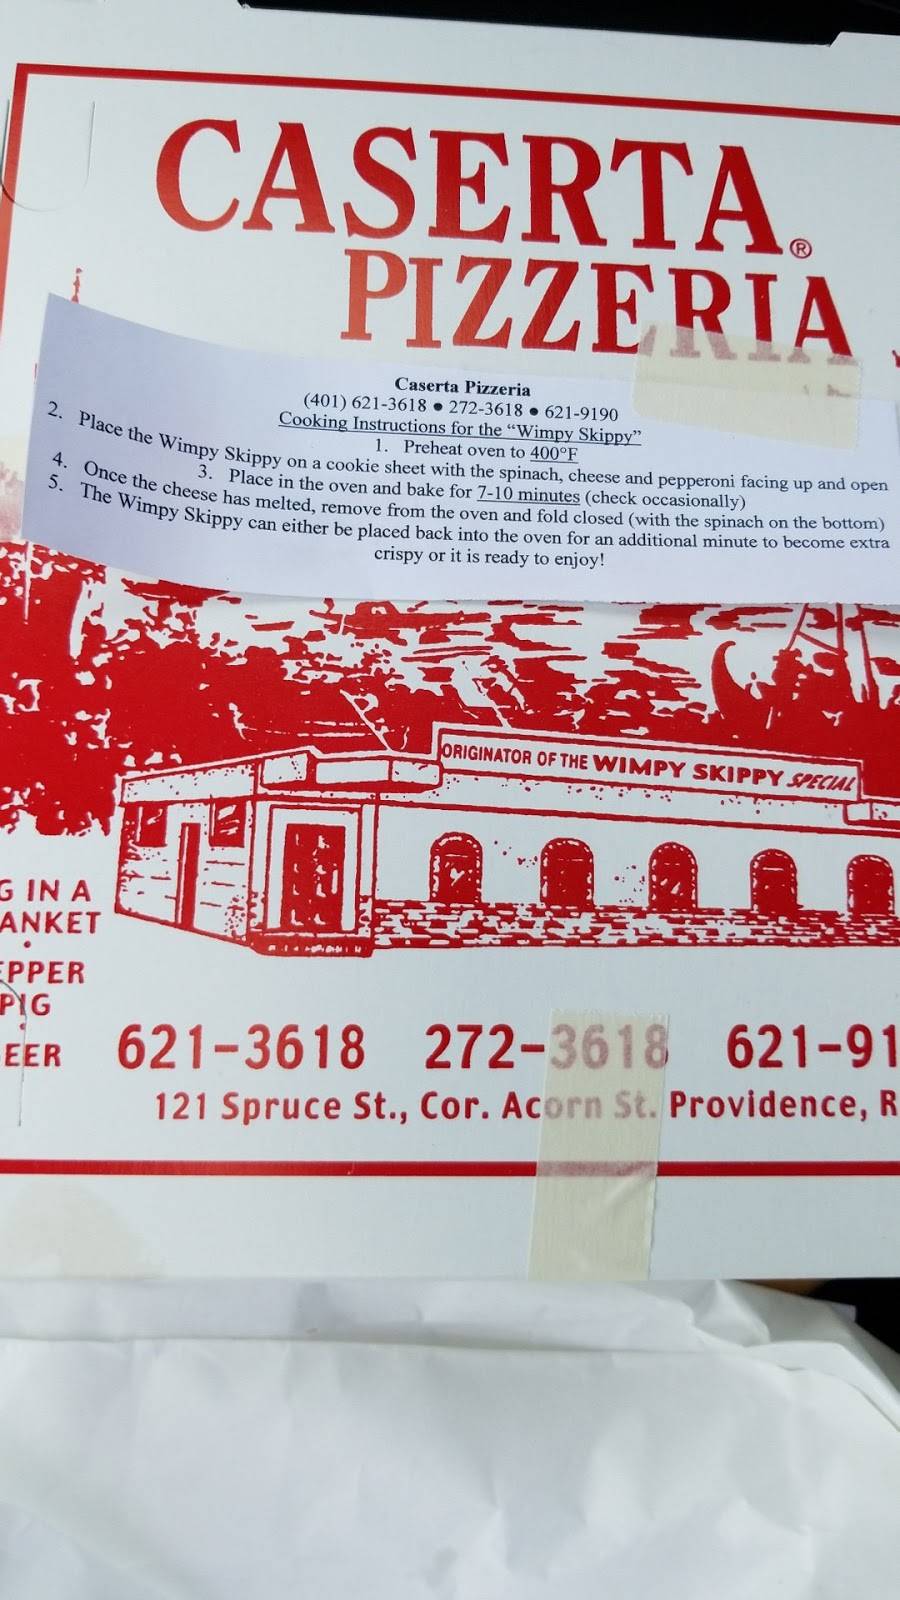 CASERTA®
PIZZERIA
Caserta Pizzeria
(401) 621-3618 ● 272-3618 ● 621-9190
Cooking Instructions for the “Wimpy Skippy”
1. Preheat oven to 400°F
2. Place the Wimpy Skippy on a cookie sheet with the spinach, cheese and pepperoni facing up and open
3. Place in the oven and bake for 7-10 minutes (check occasionally)
4. Once the cheese has melted, remove from the oven and fold closed (with the spinach on the bottom)
5. The Wimpy Skippy can either be placed back into the oven for an additional minute to become extra
crispy or it is ready to enjoy!
ORIGINATOR OF THE WIMPY SKIPPY SPECIAL
G IN A
ANKET
•
EPPER
PIG
•
EER
621-3618 272-3618 621-91
121 Spruce St., Cor. Acorn St. Providence, R